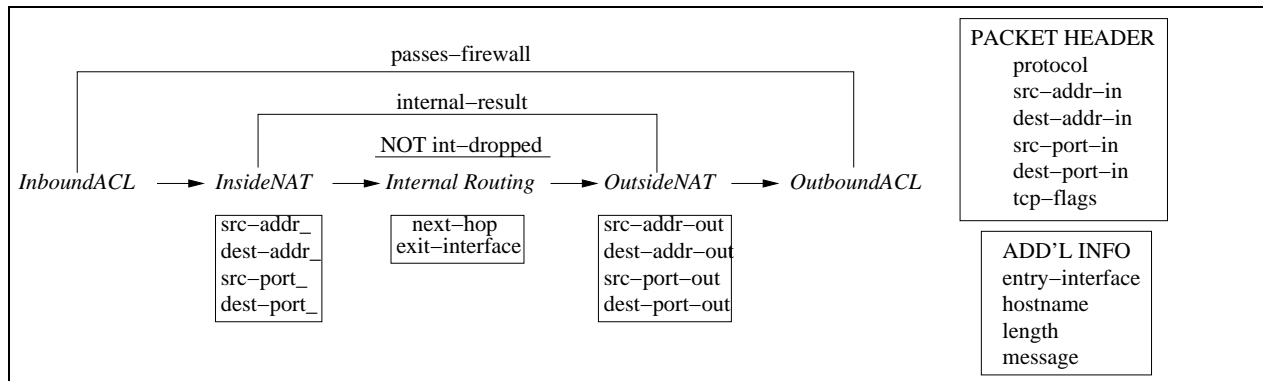 passes−firewall
internal−result
NOT int−dropped
InboundACL
InsideNAT
Internal Routing
OutsideNAT
OutboundACL
src−addr_
dest−addr_
src−port_
dest−port_
next−hop
exit−interface
src−addr−out
dest−addr−out
src−port−out
dest−port−out
PACKET HEADER
protocol
src−addr−in
dest−addr−in
src−port−in
dest−port−in
tcp−flags
ADD'L INFO
entry−interface
hostname
length
message